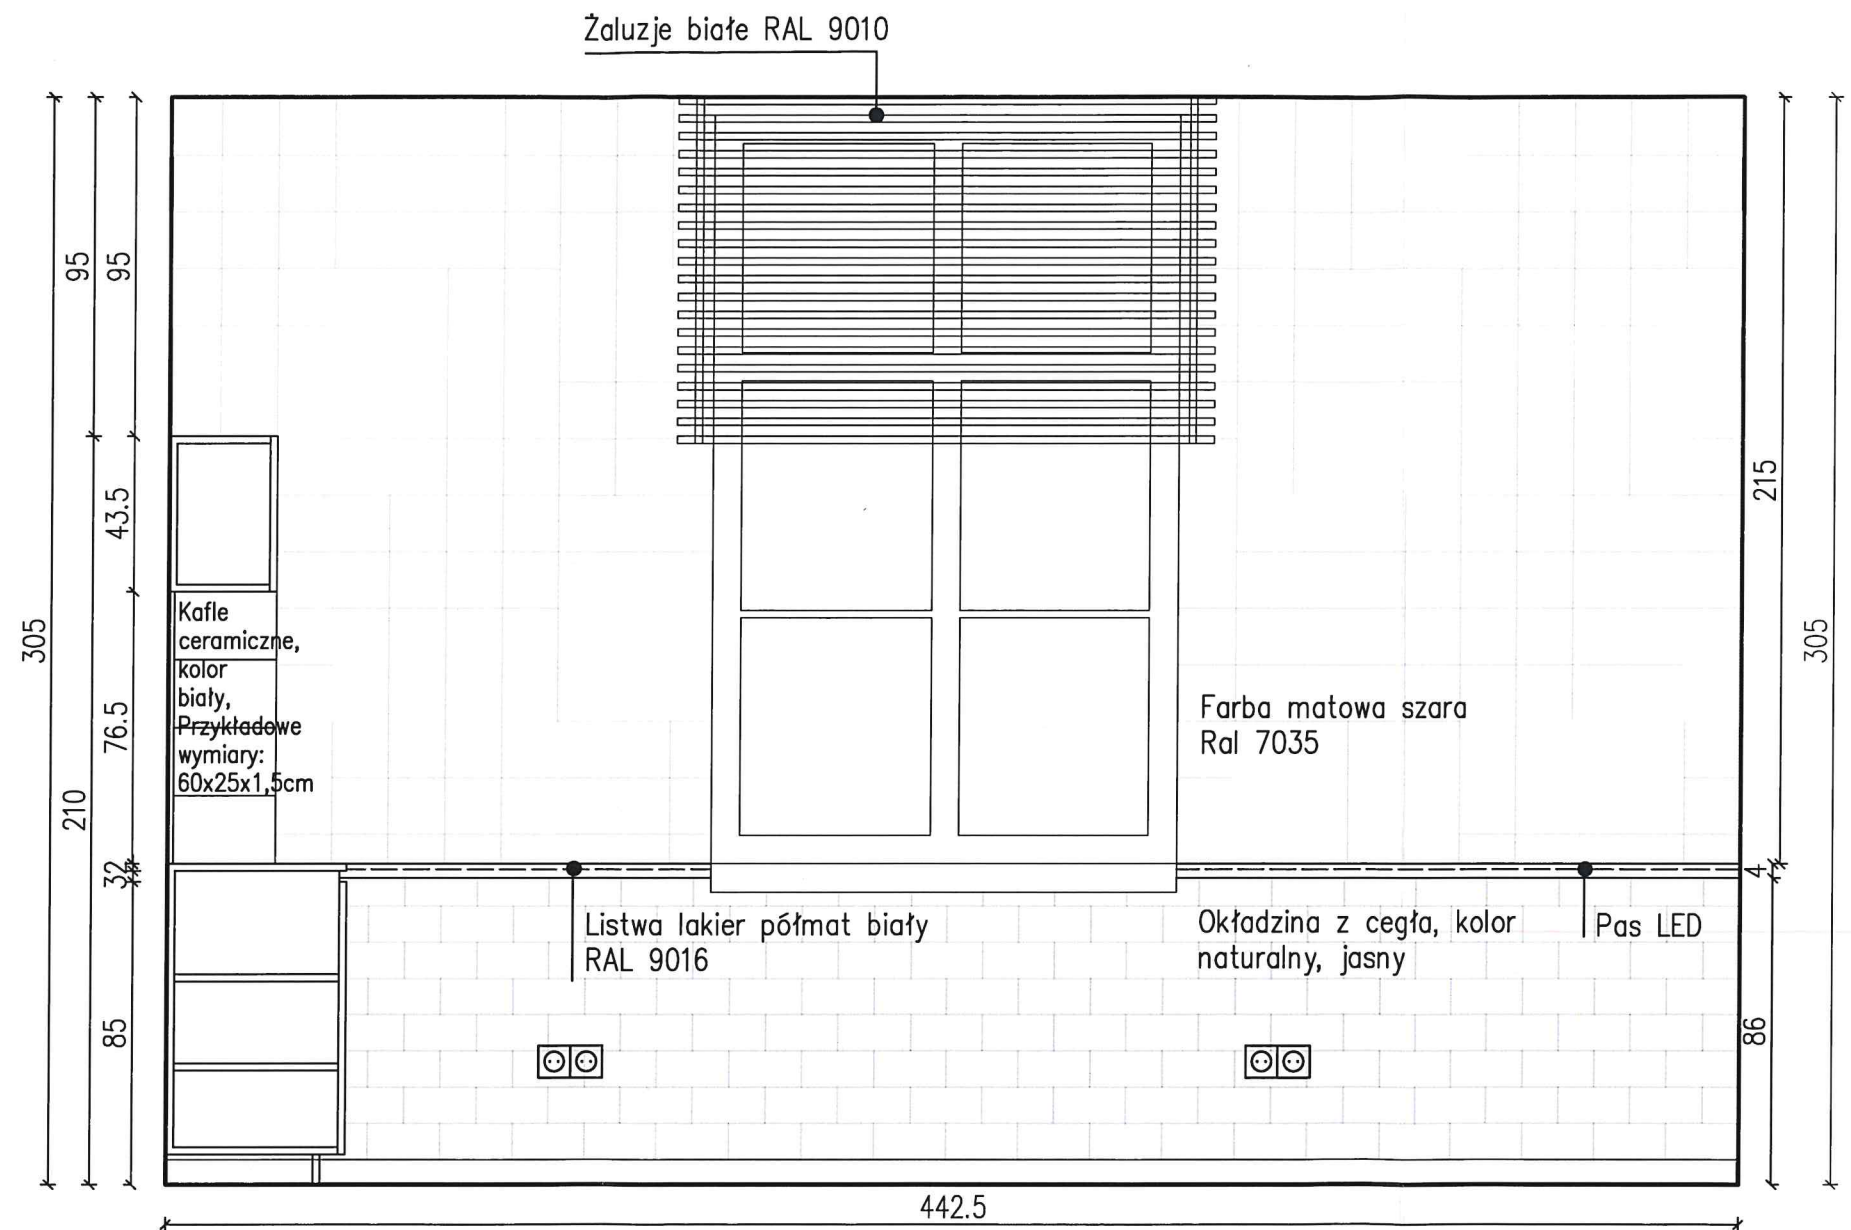 Żaluzje białe RAL 9010
95
95
43.5
215
305
305
Kafle
ceramiczne,
kolor
biały,
Przykładowe
wymiary:
60x25x1,5cm
76.5
Farba matowa szara
Ral 7035
210
32
4
Listwa lakier półmat biały
RAL 9016
Okładzina z cegła, kolor
naturalny, jasny
Pas LED
85
86
442.5